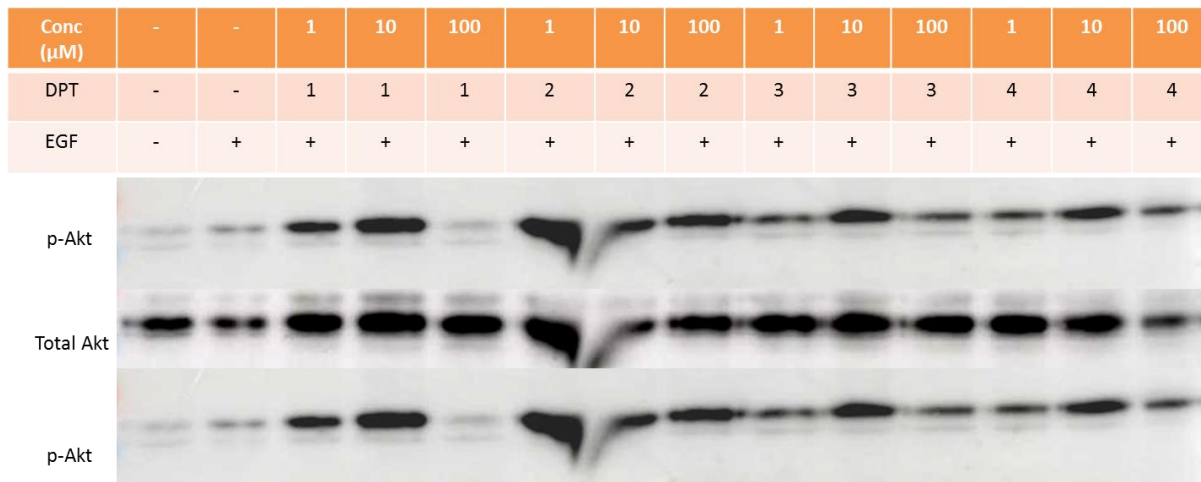 Conc (μM) - - 1 10 100 1 10 100 1 10 100 1 10 100
DPT - - 1 1 1 2 2 2 3 3 3 4 4 4
EGF - + + + + + + + + + + + + +
p-Akt
Total Akt
p-Akt